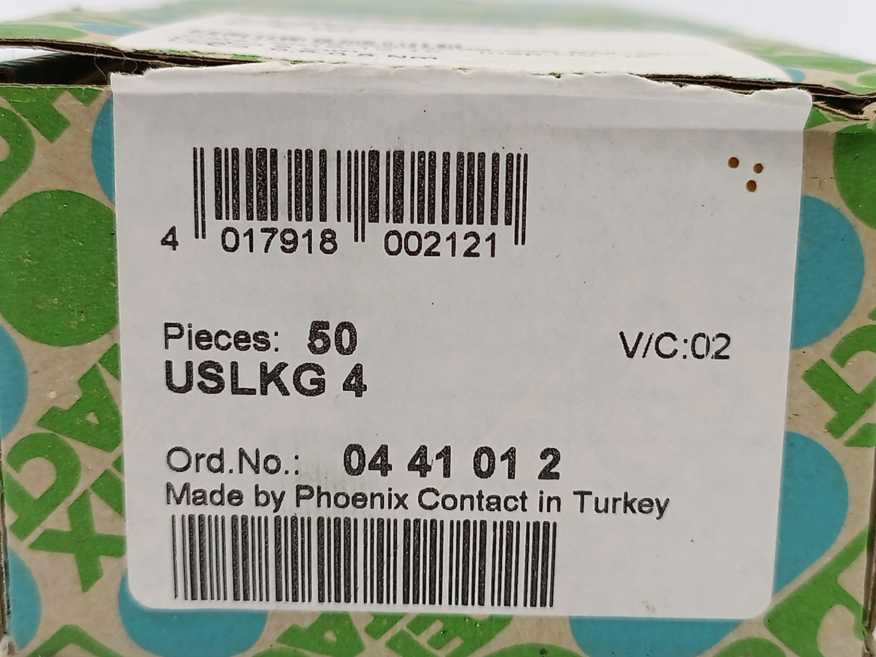 4 017918 002121
Pieces: 50
V/C:02
USLKG 4
Ord.No.: 04 41 01 2
Made by Phoenix Contact in Turkey